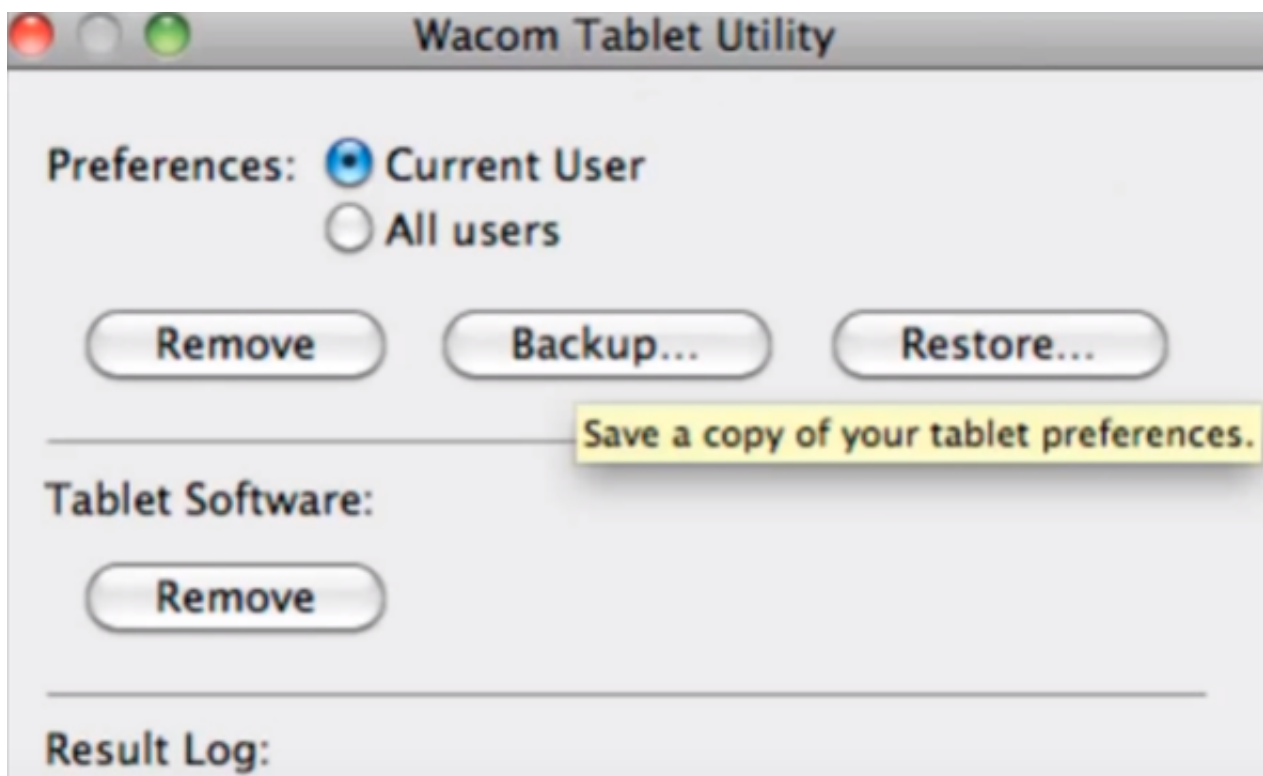 Wacom Tablet Utility
Preferences: Current User
All users
Remove Backup... Restore...
Save a copy of your tablet preferences.
Tablet Software:
Remove
Result Log: